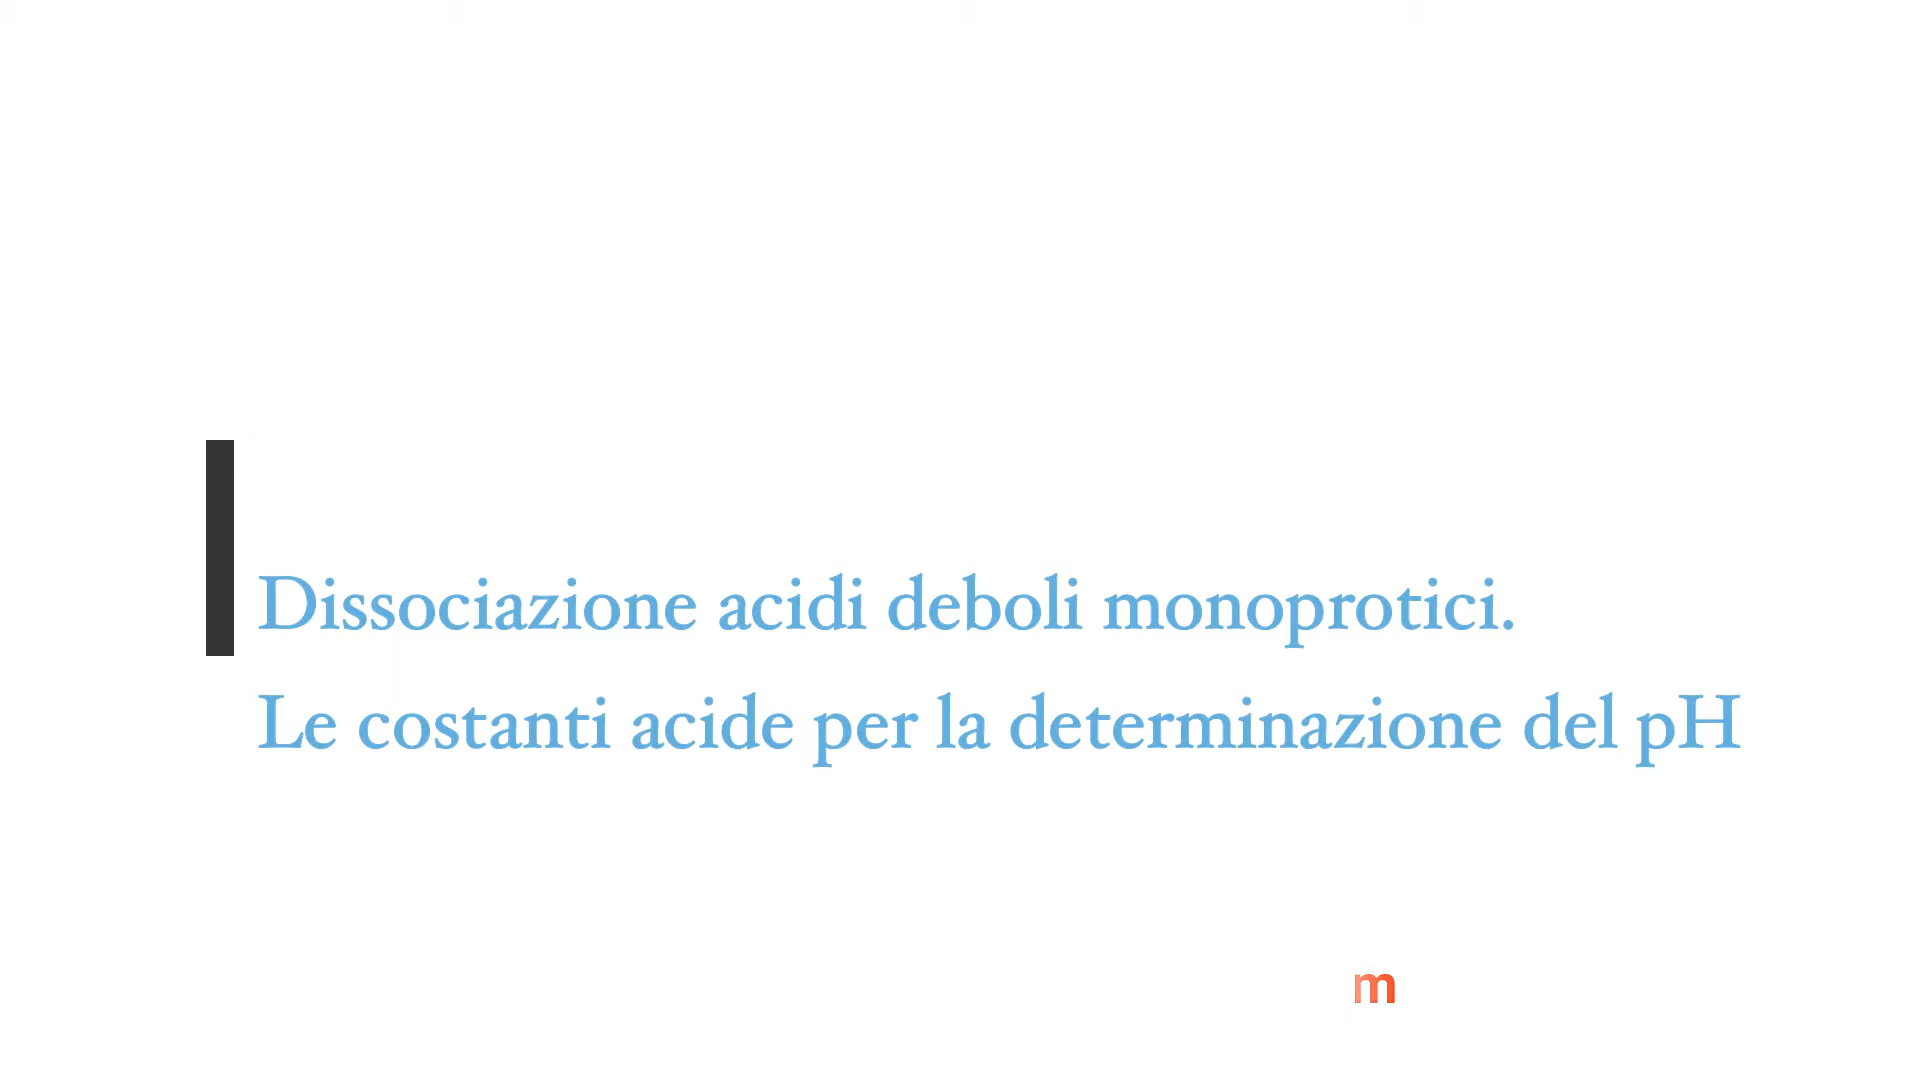 Dissociazione acidi deboli monoprotici.
Le costanti acide per la determinazione del pH
m